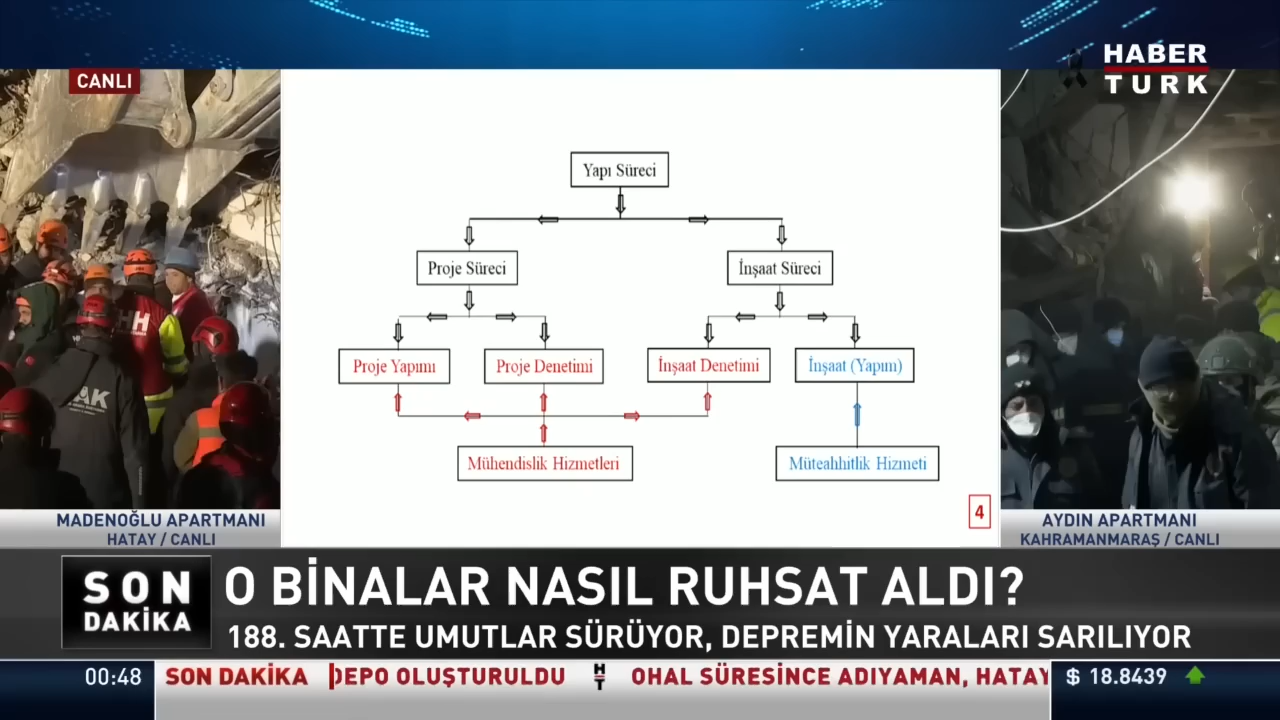 CANLI
HABER
TURK
Yapı Süreci
Proje Süreci
İnşaat Süreci
Proje Yapımı
Proje Denetimi
İnşaat Denetimi
İnşaat (Yapım)
Mühendislik Hizmetleri
Müteahhitlik Hizmeti
4
HH
AK
MADENOĞLU APARTMANI
HATAY / CANLI
AYDIN APARTMANI
KAHRAMANMARAŞ / CANLI
SON
DAKİKA
O BİNALAR NASIL RUHSAT ALDI?
188. SAATTE UMUTLAR SÜRÜYOR, DEPREMİN YARALARI SARILIYOR
00:48
SON DAKİKA
DEPO OLUŞTURULDU
H
T
OHAL SÜRESİNCE ADIYAMAN, HATAY
$ 18.8439